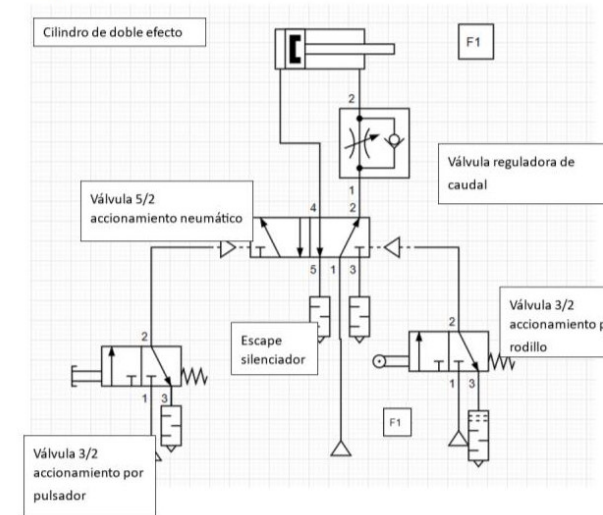 Cilindro de doble efecto
F1
2
Válvula reguladora de
caudal
1
Válvula 5/2
accionamiento neumático
4
2
5
1
3
Válvula 3/2
accionamiento p
rodillo
Escape
silenciador
2
2
1
3
1
3
F1
Válvula 3/2
accionamiento por
pulsador